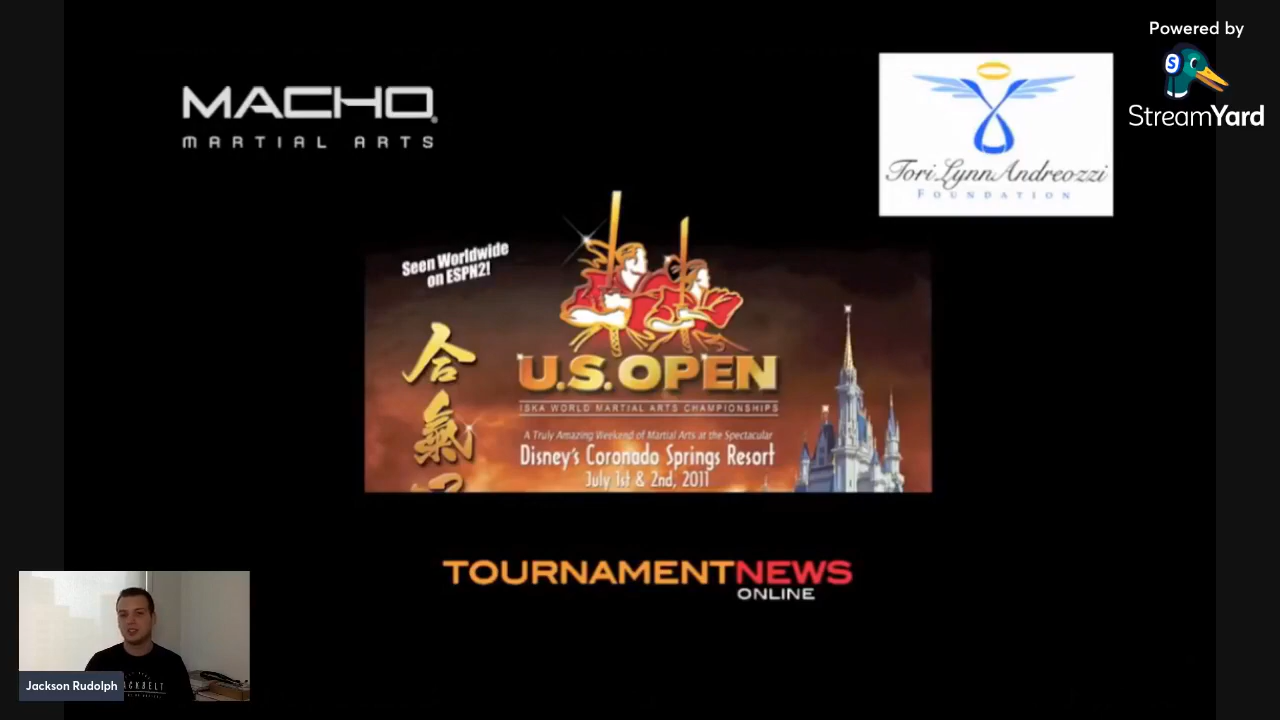 Powered by
S
StreamYard
MACHO®
MARTIAL ARTS
Tori Lynn Andreozzi
FOUNDATION
Seen Worldwide
on ESPN2!
合
氣
U.S. OPEN
ISKA WORLD MARTIAL ARTS CHAMPIONSHIPS
A Truly Amazing Weekend of Martial Arts at the Spectacular
Disney's Coronado Springs Resort
July 1st & 2nd, 2011
TOURNAMENTNEWS
ONLINE
Jackson Rudolph